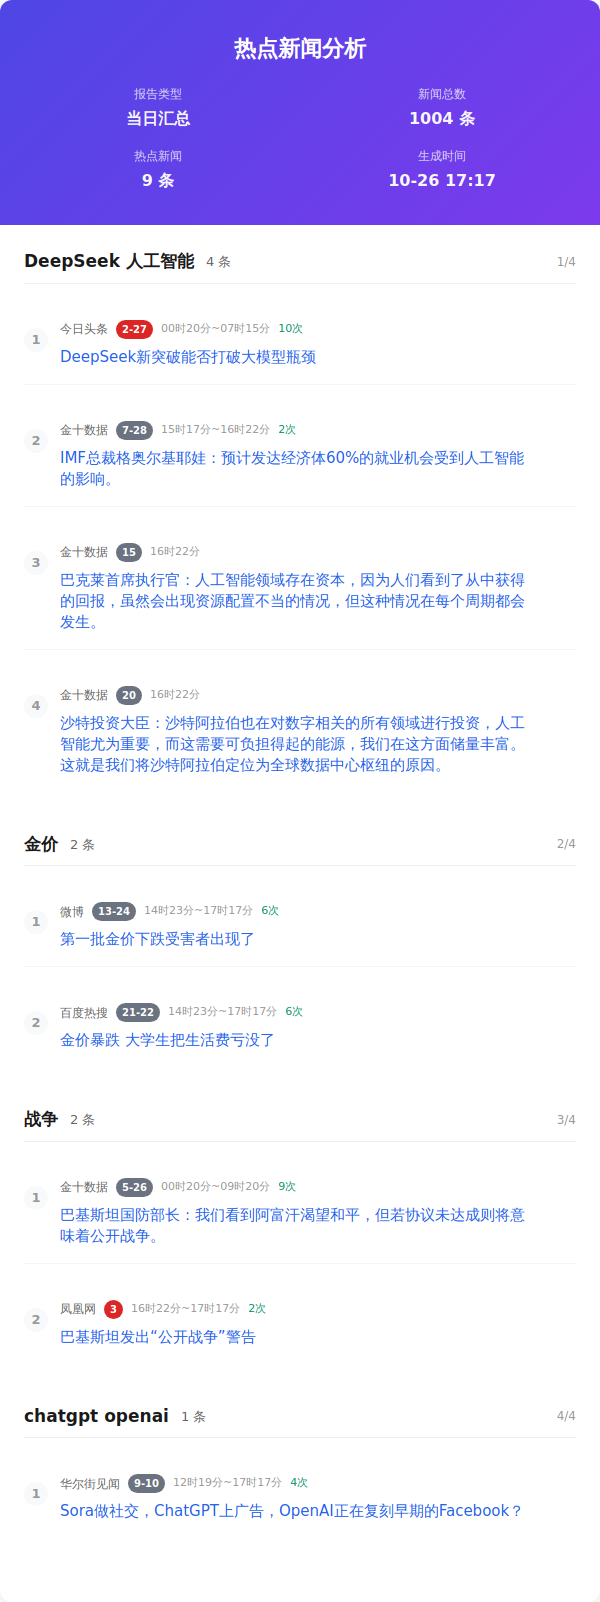 热点新闻分析
报告类型
当日汇总
新闻总数
1004 条
热点新闻
9 条
生成时间
10-26 17:17
DeepSeek 人工智能 4 条 1/4
1 今日头条 2-27 00时20分~07时15分 10次
DeepSeek新突破能否打破大模型瓶颈
2 金十数据 7-28 15时17分~16时22分 2次
IMF总裁格奥尔基耶娃：预计发达经济体60%的就业机会受到人工智能
的影响。
3 金十数据 15 16时22分
巴克莱首席执行官：人工智能领域存在资本，因为人们看到了从中获得
的回报，虽然会出现资源配置不当的情况，但这种情况在每个周期都会
发生。
4 金十数据 20 16时22分
沙特投资大臣：沙特阿拉伯也在对数字相关的所有领域进行投资，人工
智能尤为重要，而这需要可负担得起的能源，我们在这方面储量丰富。
这就是我们将沙特阿拉伯定位为全球数据中心枢纽的原因。
金价 2 条 2/4
1 微博 13-24 14时23分~17时17分 6次
第一批金价下跌受害者出现了
2 百度热搜 21-22 14时23分~17时17分 6次
金价暴跌 大学生把生活费亏没了
战争 2 条 3/4
1 金十数据 5-26 00时20分~09时20分 9次
巴基斯坦国防部长：我们看到阿富汗渴望和平，但若协议未达成则将意
味着公开战争。
2 凤凰网 3 16时22分~17时17分 2次
巴基斯坦发出“公开战争”警告
chatgpt openai 1 条 4/4
1 华尔街见闻 9-10 12时19分~17时17分 4次
Sora做社交，ChatGPT上广告，OpenAI正在复刻早期的Facebook？